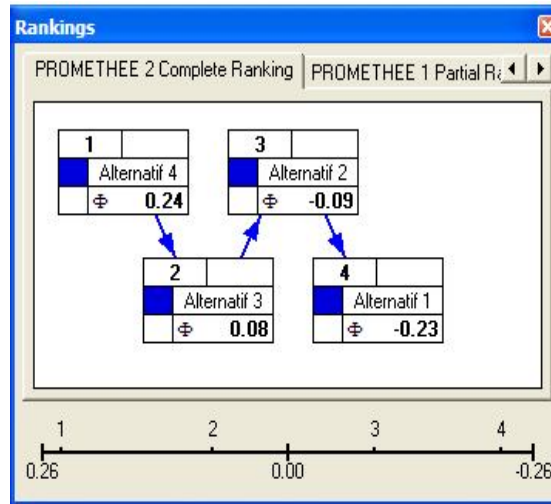 Rankings
PROMETHEE 2 Complete Ranking
PROMETHEE 1 Partial Ra
1
Alternatif 4
Φ 0.24
3
Alternatif 2
Φ -0.09
2
Alternatif 3
Φ 0.08
4
Alternatif 1
Φ -0.23
1 2 3 4
0.26 0.00 -0.26